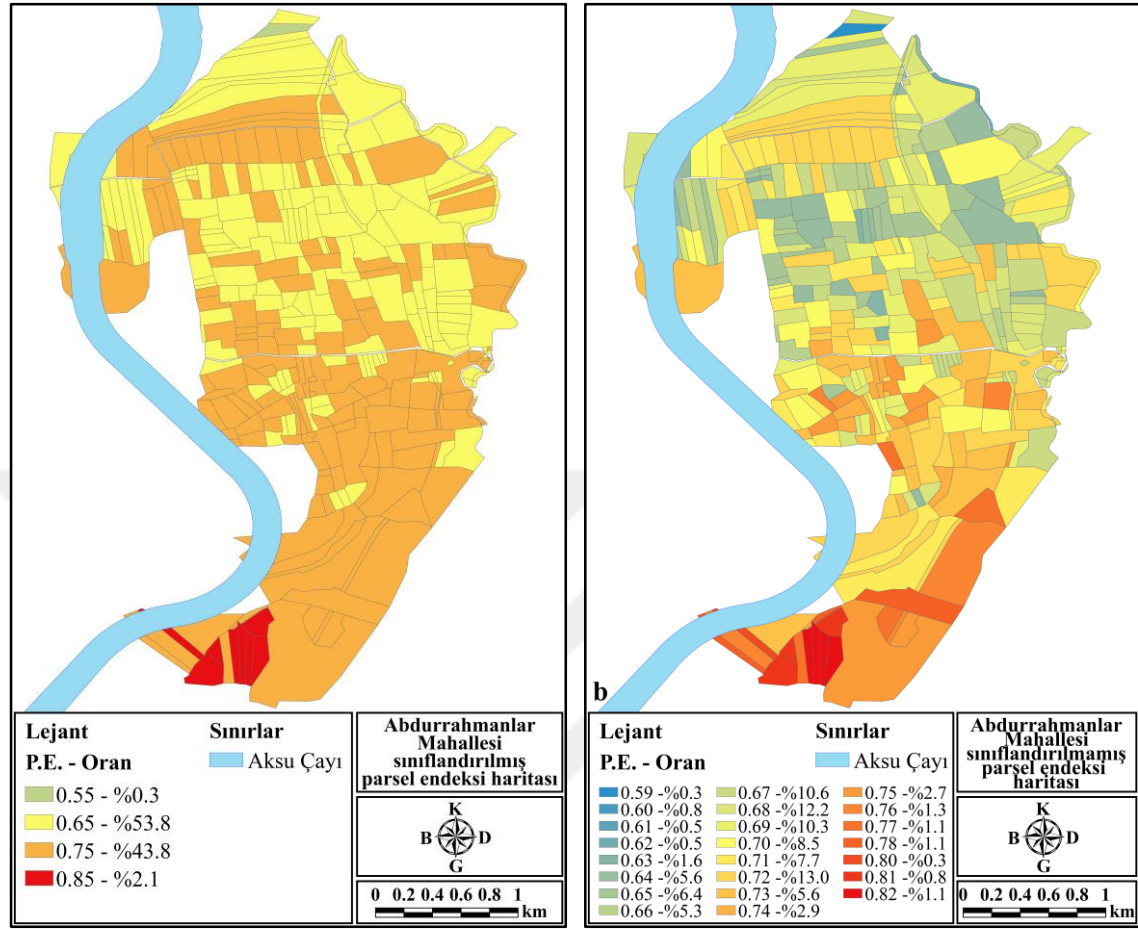 Lejant
P.E. - Oran
0.55 - %0.3
0.65 - %53.8
0.75 - %43.8
0.85 - %2.1
Sınırlar
Aksu Çayı
Abdurrahmanlar
Mahallesi
sınıflandırılmış
parsel endeksi haritası
K
B D
G
0 0.2 0.4 0.6 0.8 1
km
b
Lejant
P.E. - Oran
0.59 -%0.3
0.60 -%0.8
0.61 -%0.5
0.62 -%0.5
0.63 -%1.6
0.64 -%5.6
0.65 -%6.4
0.66 -%5.3
0.67 -%10.6
0.68 -%12.2
0.69 -%10.3
0.70 -%8.5
0.71 -%7.7
0.72 -%13.0
0.73 -%5.6
0.74 -%2.9
0.75 -%2.7
0.76 -%1.3
0.77 -%1.1
0.78 -%1.1
0.80 -%0.3
0.81 -%0.8
0.82 -%1.1
Sınırlar
Aksu Çayı
Abdurrahmanlar
Mahallesi
sınıflandırılmamış
parsel endeksi
haritası
K
B D
G
0 0.2 0.4 0.6 0.8 1
km